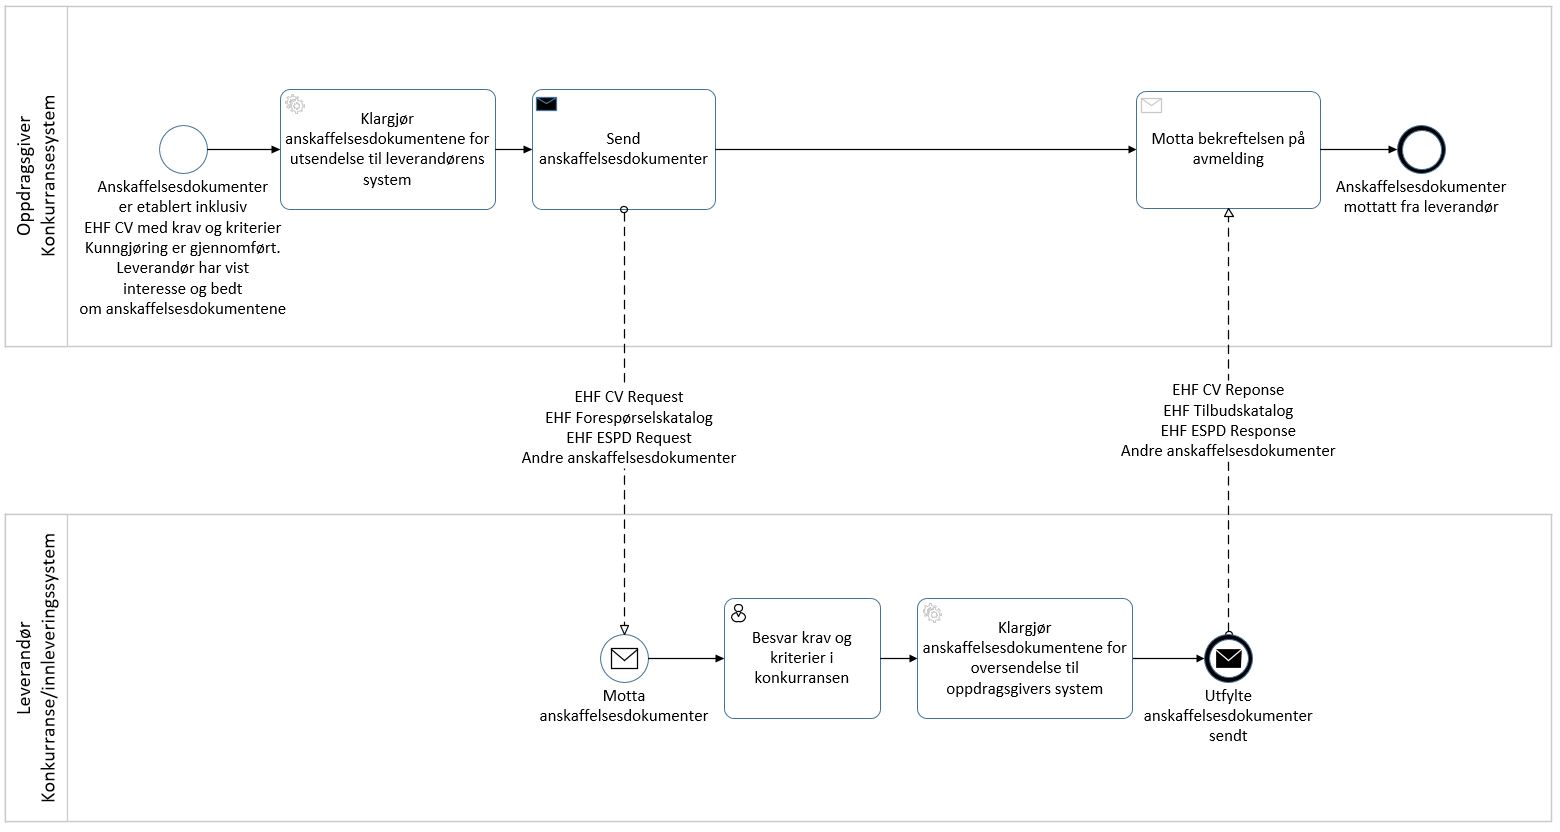 Oppdragsgiver
Konkurransesystem
Anskaffelsesdokumenter
er etablert inklusiv
EHF CV med krav og kriterier
Kunngjøring er gjennomført.
Leverandør har vist
interesse og bedt
om anskaffelsesdokumentene
Klargjør
anskaffelsesdokumentene for
utsendelse til leverandørens
system
Send
anskaffelsesdokumenter
Motta bekreftelsen på
avmelding
Anskaffelsesdokumenter
mottatt fra leverandør
EHF CV Request
EHF Forespørselskatalog
EHF ESPD Request
Andre anskaffelsesdokumenter
EHF CV Reponse
EHF Tilbudskatalog
EHF ESPD Response
Andre anskaffelsesdokumenter
Leverandør
Konkurranse/innleveringssystem
Motta
anskaffelsesdokumenter
Besvar krav og
kriterier i
konkurransen
Klargjør
anskaffelsesdokumentene for
oversendelse til
oppdragsgivers system
Utfylte
anskaffelsesdokumenter
sendt